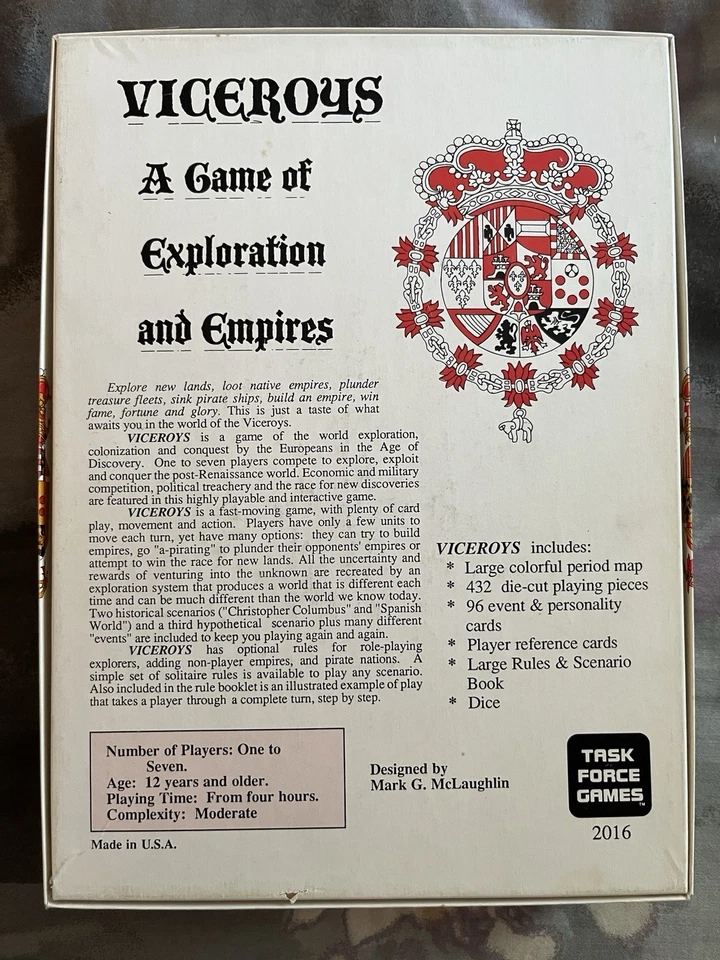 VICEROYS
A Game of
Exploration
and Empires
Explore new lands, loot native empires, plunder
treasure fleets, sink pirate ships, build an empire, win
fame, fortune and glory. This is just a taste of what
awaits you in the world of the Viceroys.
VICEROYS is a game of the world exploration,
colonization and conquest by the Europeans in the Age of
Discovery. One to seven players compete to explore, exploit
and conquer the post-Renaissance world. Economic and military
competition, political treachery and the race for new discoveries
are featured in this highly playable and interactive game.
VICEROYS is a fast-moving game, with plenty of card
play, movement and action. Players have only a few units to
move each turn, yet have many options: they can try to build
empires, go "a-pirating" to plunder their opponents' empires or
attempt to win the race for new lands. All the uncertainty and
rewards of venturing into the unknown are recreated by an
exploration system that produces a world that is different each
time and can be much different than the world we know today.
Two historical scenarios ("Christopher Columbus" and "Spanish
World") and a third hypothetical scenario plus many different
"events" are included to keep you playing again and again.
VICEROYS has optional rules for role-playing
explorers, adding non-player empires, and pirate nations. A
simple set of solitaire rules is available to play any scenario.
Also included in the rule booklet is an illustrated example of play
that takes a player through a complete turn, step by step.
VICEROYS includes:
* Large colorful period map
* 432 die-cut playing pieces
* 96 event & personality
cards
* Player reference cards
* Large Rules & Scenario
Book
* Dice
Number of Players: One to
Seven.
Age: 12 years and older.
Playing Time: From four hours.
Complexity: Moderate
Made in U.S.A.
Designed by
Mark G. McLaughlin
TASK
FORCE
GAMES™
2016